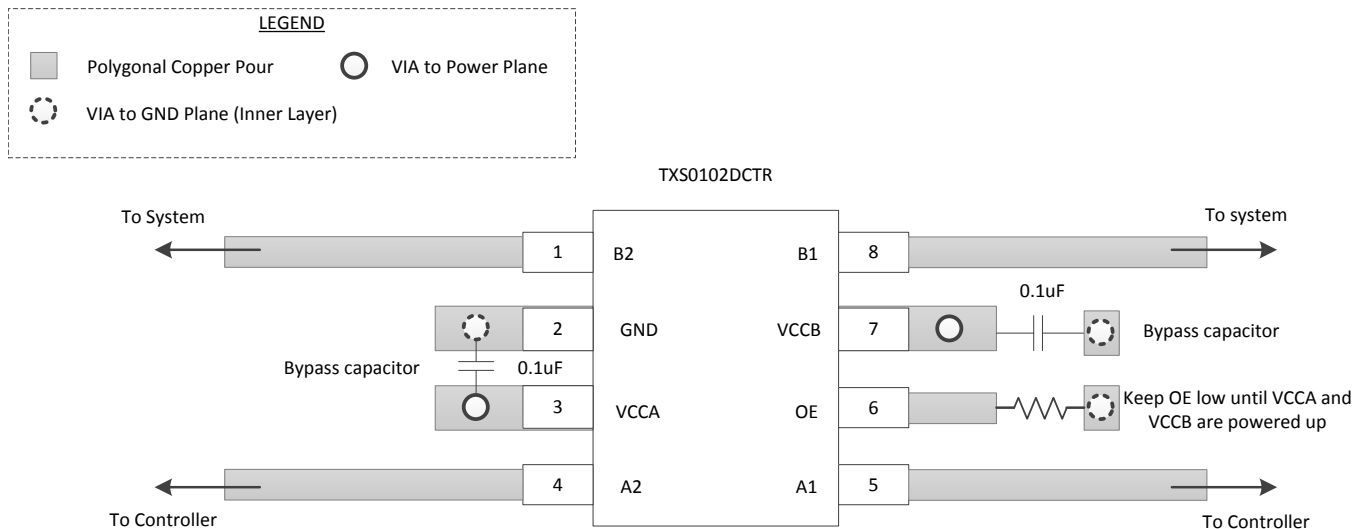 LEGEND
Polygonal Copper Pour
VIA to Power Plane
VIA to GND Plane (Inner Layer)
TXS0102DCTR
To System
To system
1
B2
B1
8
0.1uF
2
GND
VCCB
7
Bypass capacitor
Bypass capacitor
0.1uF
3
VCCA
OE
6
Keep OE low until VCCA and
VCCB are powered up
4
A2
A1
5
To Controller
To Controller